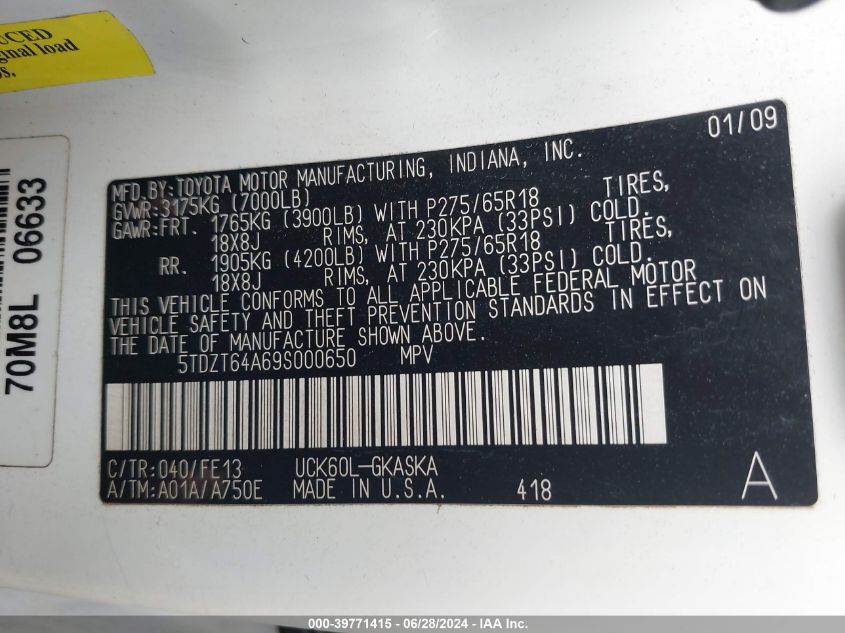 UCED
ginal load
s.
70M8L 06633
01/09
MFD.BY:TOYOTA MOTOR MANUFACTURING, INDIANA, INC.
GVWR:3175KG (7000LB)
GAWR:FRT. 1765KG (3900LB) WITH P275/65R18 TIRES,
18X8J RIMS, AT 230KPA (33PSI) COLD.
RR. 1905KG (4200LB) WITH P275/65R18 TIRES,
18X8J RIMS, AT 230KPA (33PSI) COLD.
THIS VEHICLE CONFORMS TO ALL APPLICABLE FEDERAL MOTOR
VEHICLE SAFETY AND THEFT PREVENTION STANDARDS IN EFFECT ON
THE DATE OF MANUFACTURE SHOWN ABOVE.
5TDZT64A69S000650 MPV
C/TR:040/FE13 UCK60L-GKASKA
A/TM:A01A/A750E MADE IN U.S.A. 418 A
000-39771415 - 06/28/2024 - IAA Inc.